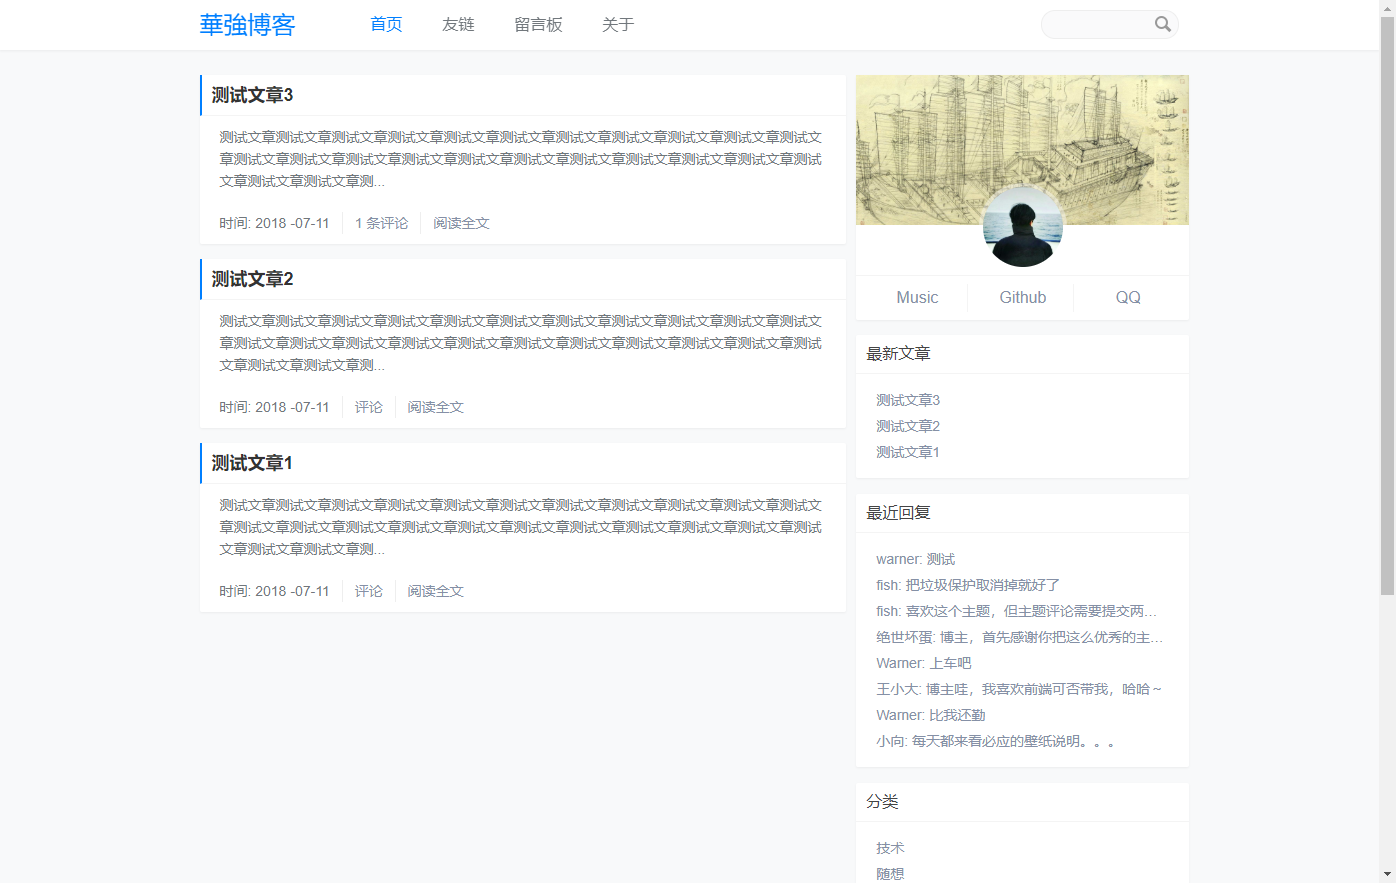 華強博客
首页
友链
留言板
关于
测试文章3
测试文章测试文章测试文章测试文章测试文章测试文章测试文章测试文章测试文章测试文章测试文
章测试文章测试文章测试文章测试文章测试文章测试文章测试文章测试文章测试文章测试文章测试
文章测试文章测试文章测...
时间: 2018 -07-11
1 条评论
阅读全文
测试文章2
测试文章测试文章测试文章测试文章测试文章测试文章测试文章测试文章测试文章测试文章测试文
章测试文章测试文章测试文章测试文章测试文章测试文章测试文章测试文章测试文章测试文章测试
文章测试文章测试文章测...
时间: 2018 -07-11
评论
阅读全文
测试文章1
测试文章测试文章测试文章测试文章测试文章测试文章测试文章测试文章测试文章测试文章测试文
章测试文章测试文章测试文章测试文章测试文章测试文章测试文章测试文章测试文章测试文章测试
文章测试文章测试文章测...
时间: 2018 -07-11
评论
阅读全文
Music
Github
QQ
最新文章
测试文章3
测试文章2
测试文章1
最近回复
warner: 测试
fish: 把垃圾保护取消掉就好了
fish: 喜欢这个主题，但主题评论需要提交两...
绝世坏蛋: 博主，首先感谢你把这么优秀的主...
Warner: 上车吧
王小大: 博主哇，我喜欢前端可否带我，哈哈～
Warner: 比我还勤
小向: 每天都来看必应的壁纸说明。。。
分类
技术
随想